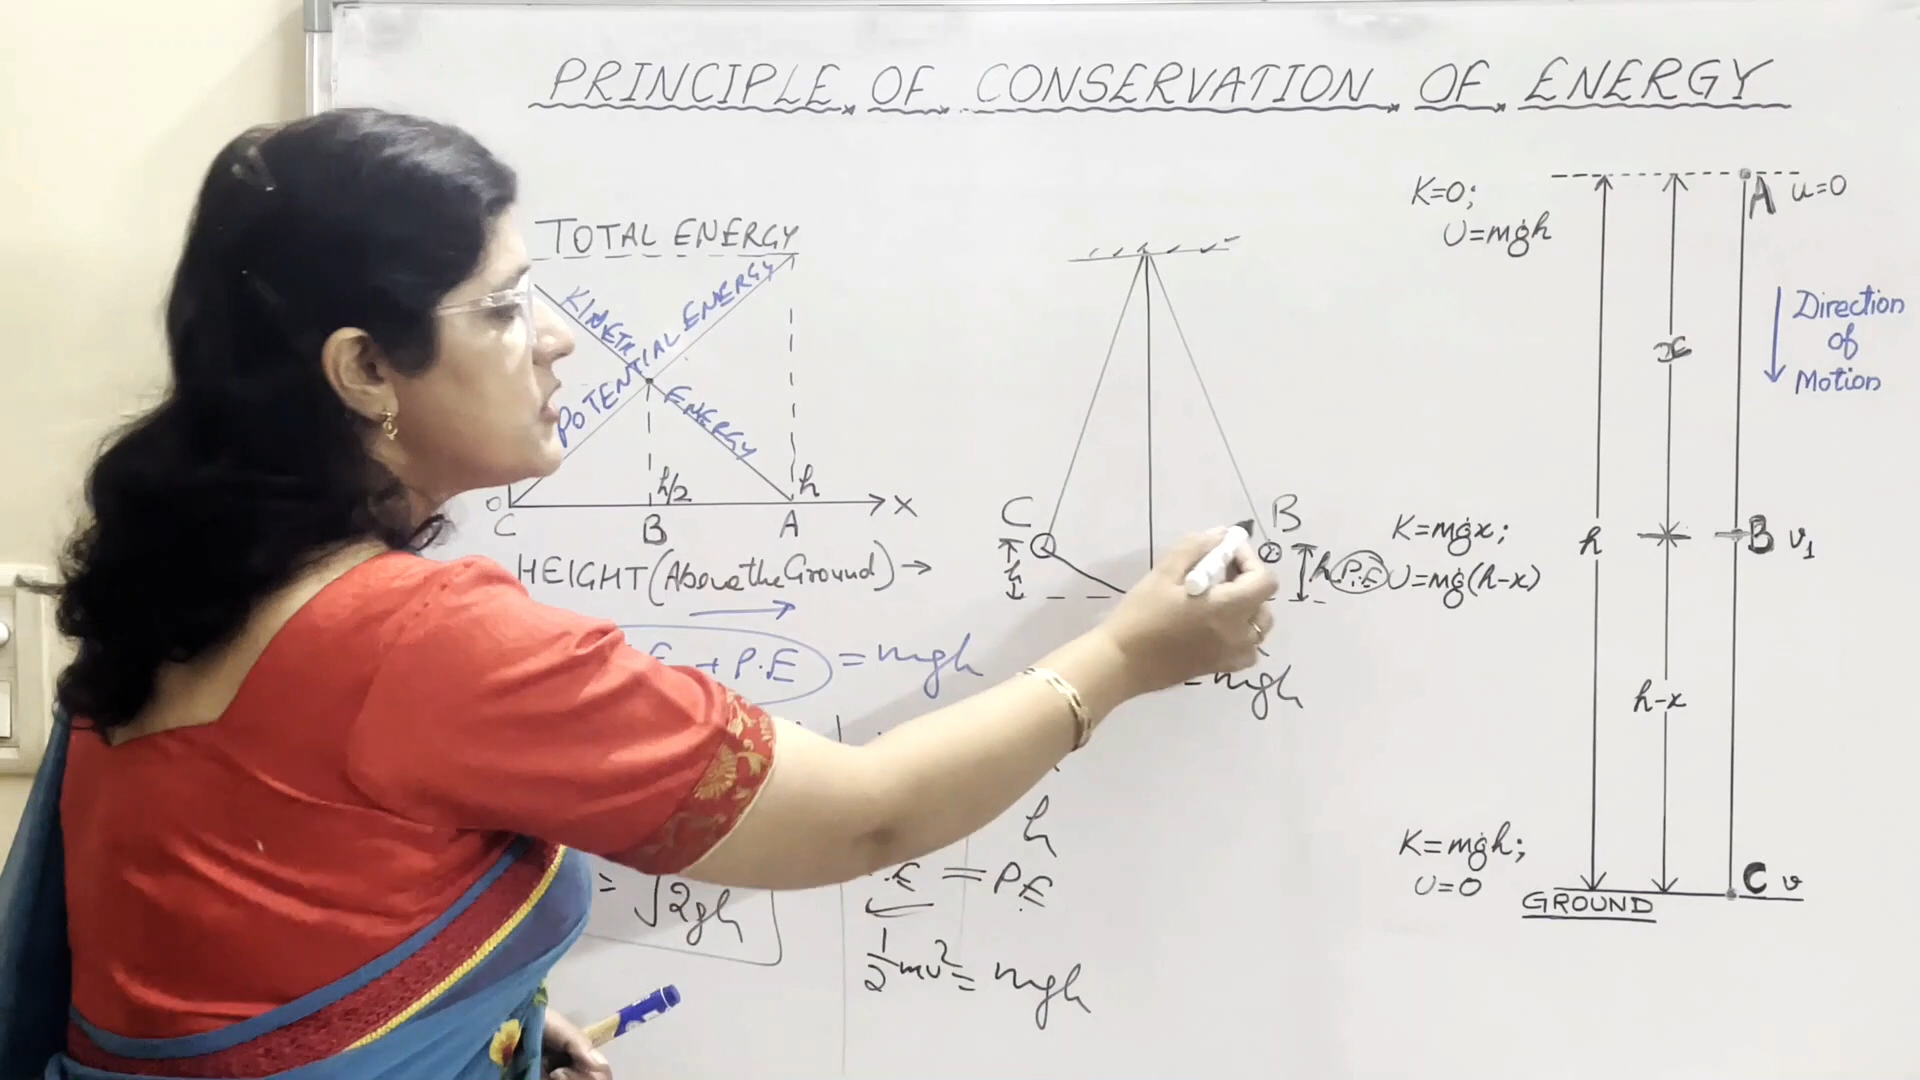 PRINCIPLE OF CONSERVATION OF ENERGY
TOTAL ENERGY
POTENTIAL ENERGY
ENERGY
h/2
h
O
C
B
A
X
HEIGHT (Above the Ground) →
+ P.E = mgh
= √2gh
h
P.E
= P.E
1/2 mv² = mgh
C
B
h
h
= mgh
K=0;
U=mgh
A u=0
x
Direction
of
Motion
K=mgx;
U=mg(h-x)
h
B v₁
h-x
K=mgh;
U=0
C v
GROUND